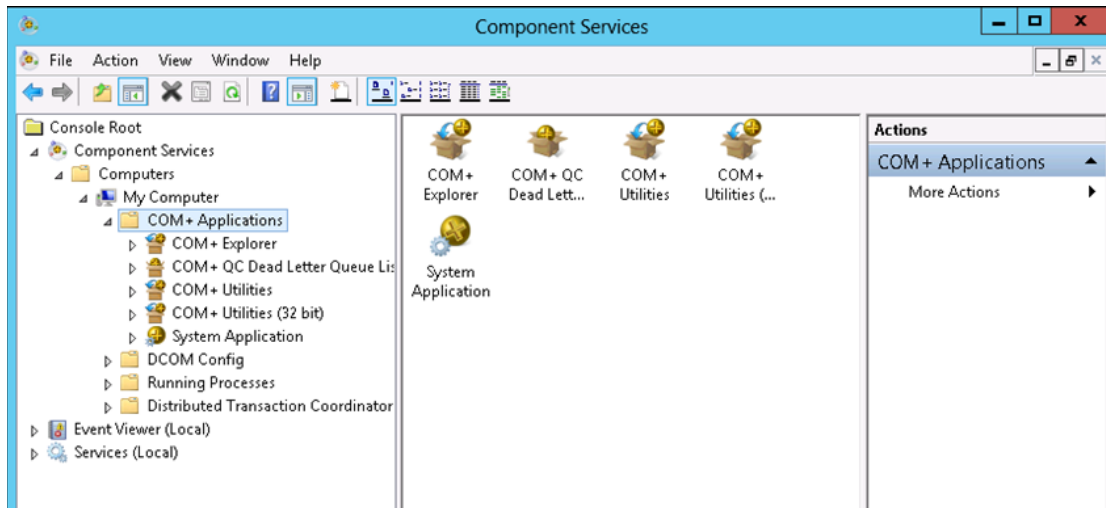 Component Services
File Action View Window Help
Console Root
Component Services
Computers
My Computer
COM+ Applications
COM+ Explorer
COM+ QC Dead Letter Queue Lis
COM+ Utilities
COM+ Utilities (32 bit)
System Application
DCOM Config
Running Processes
Distributed Transaction Coordinator
Event Viewer (Local)
Services (Local)
COM+ Explorer
COM+ QC Dead Lett...
COM+ Utilities
COM+ Utilities (...
System Application
Actions
COM+ Applications
More Actions